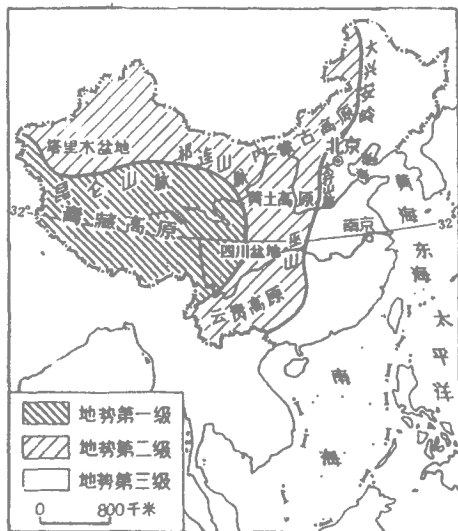 大兴安岭
内蒙古高原
北京
塔里木盆地
祁连山脉
渤海
昆仑山脉
太行山脉
黄海
黄土高原
32°
青藏高原
南京
32
四川盆地
巫山
东海
云贵高原
太平洋
南海
地势第一级
地势第二级
地势第三级
0 800千米